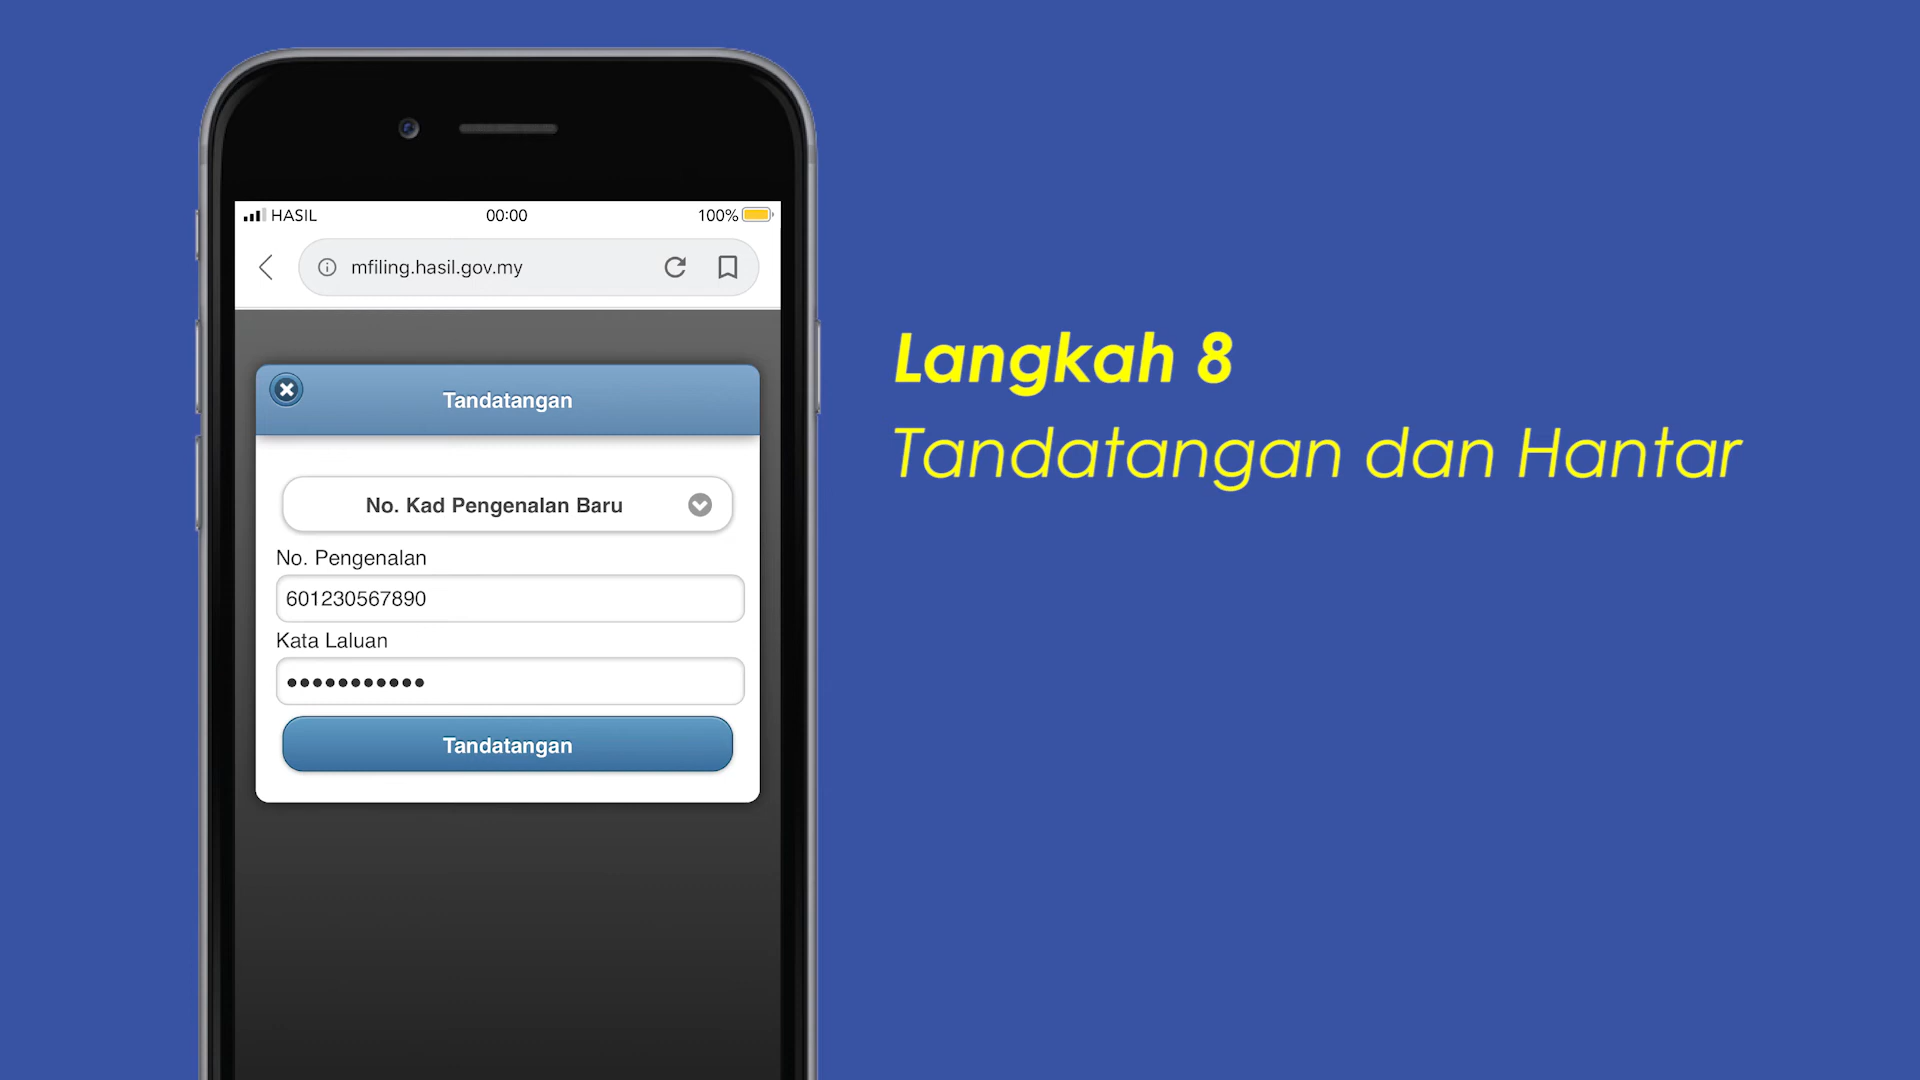 HASIL 00:00 100%
mfiling.hasil.gov.my
Tandatangan
No. Kad Pengenalan Baru
No. Pengenalan
601230567890
Kata Laluan
●●●●●●●●●●●
Tandatangan
Langkah 8
Tandatangan dan Hantar